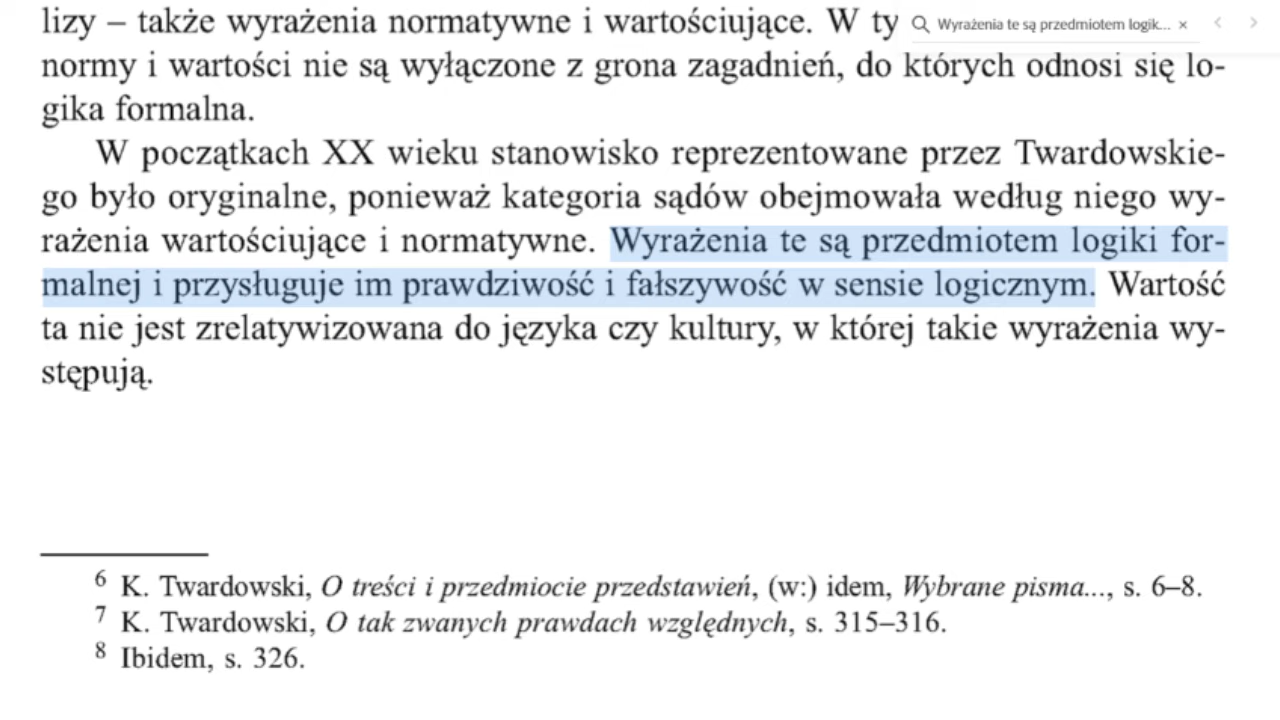 lizy – także wyrażenia normatywne i wartościujące. W ty
Wyrażenia te są przedmiotem logik...
normy i wartości nie są wyłączone z grona zagadnień, do których odnosi się lo-
gika formalna.
W początkach XX wieku stanowisko reprezentowane przez Twardowskie-
go było oryginalne, ponieważ kategoria sądów obejmowała według niego wy-
rażenia wartościujące i normatywne. Wyrażenia te są przedmiotem logiki for-
malnej i przysługuje im prawdziwość i fałszywość w sensie logicznym. Wartość
ta nie jest zrelatywizowana do języka czy kultury, w której takie wyrażenia wy-
stępują.
6 K. Twardowski, O treści i przedmiocie przedstawień, (w:) idem, Wybrane pisma..., s. 6–8.
7 K. Twardowski, O tak zwanych prawdach względnych, s. 315–316.
8 Ibidem, s. 326.